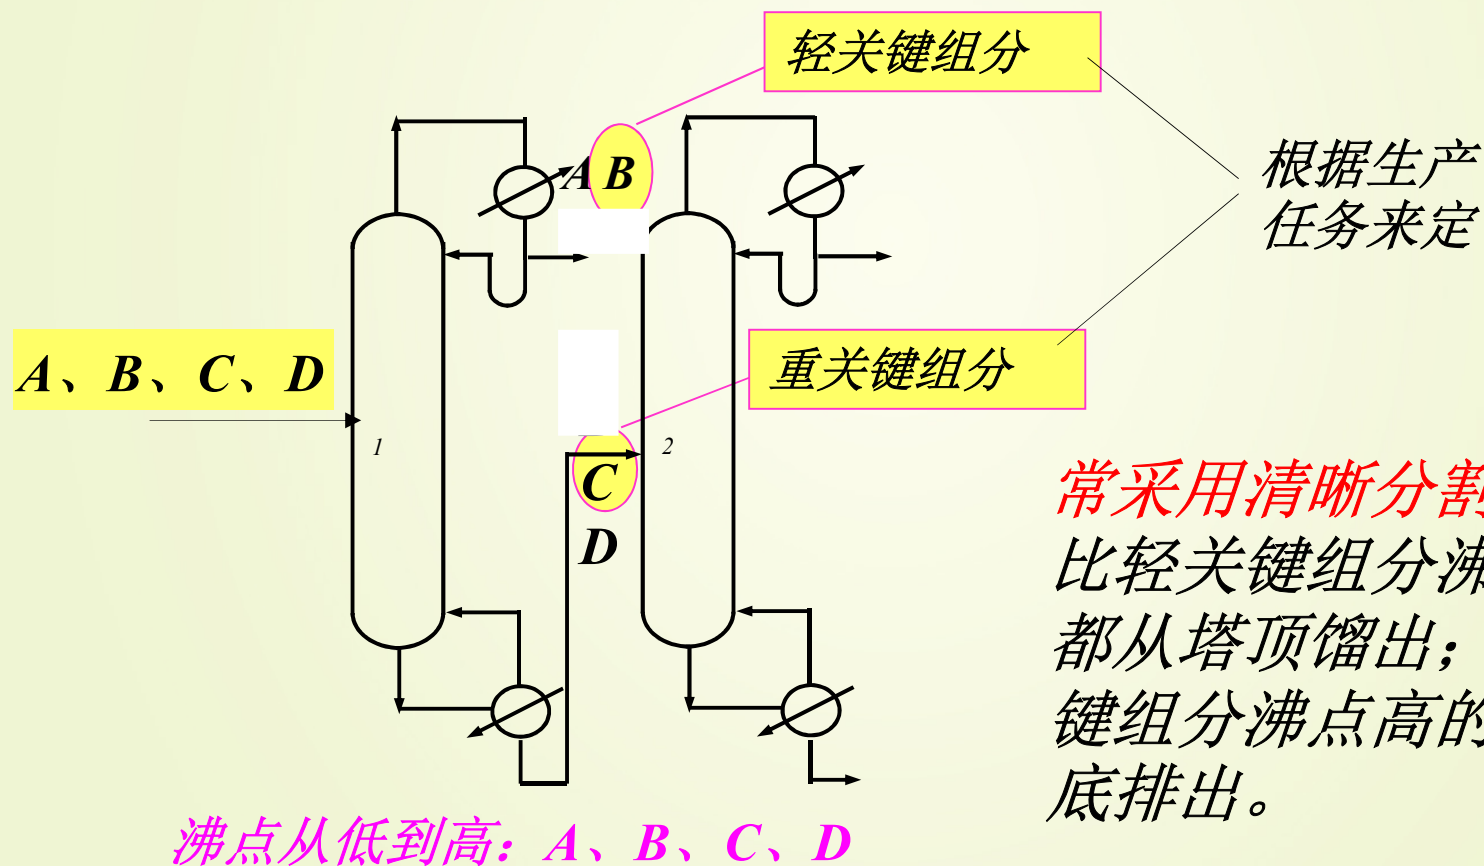 轻关键组分
A B
根据生产
任务来定
A、B、C、D
重关键组分
1
2
C
D
常采用清晰分割
比轻关键组分沸
都从塔顶馏出；
键组分沸点高的
底排出。
沸点从低到高：A、B、C、D